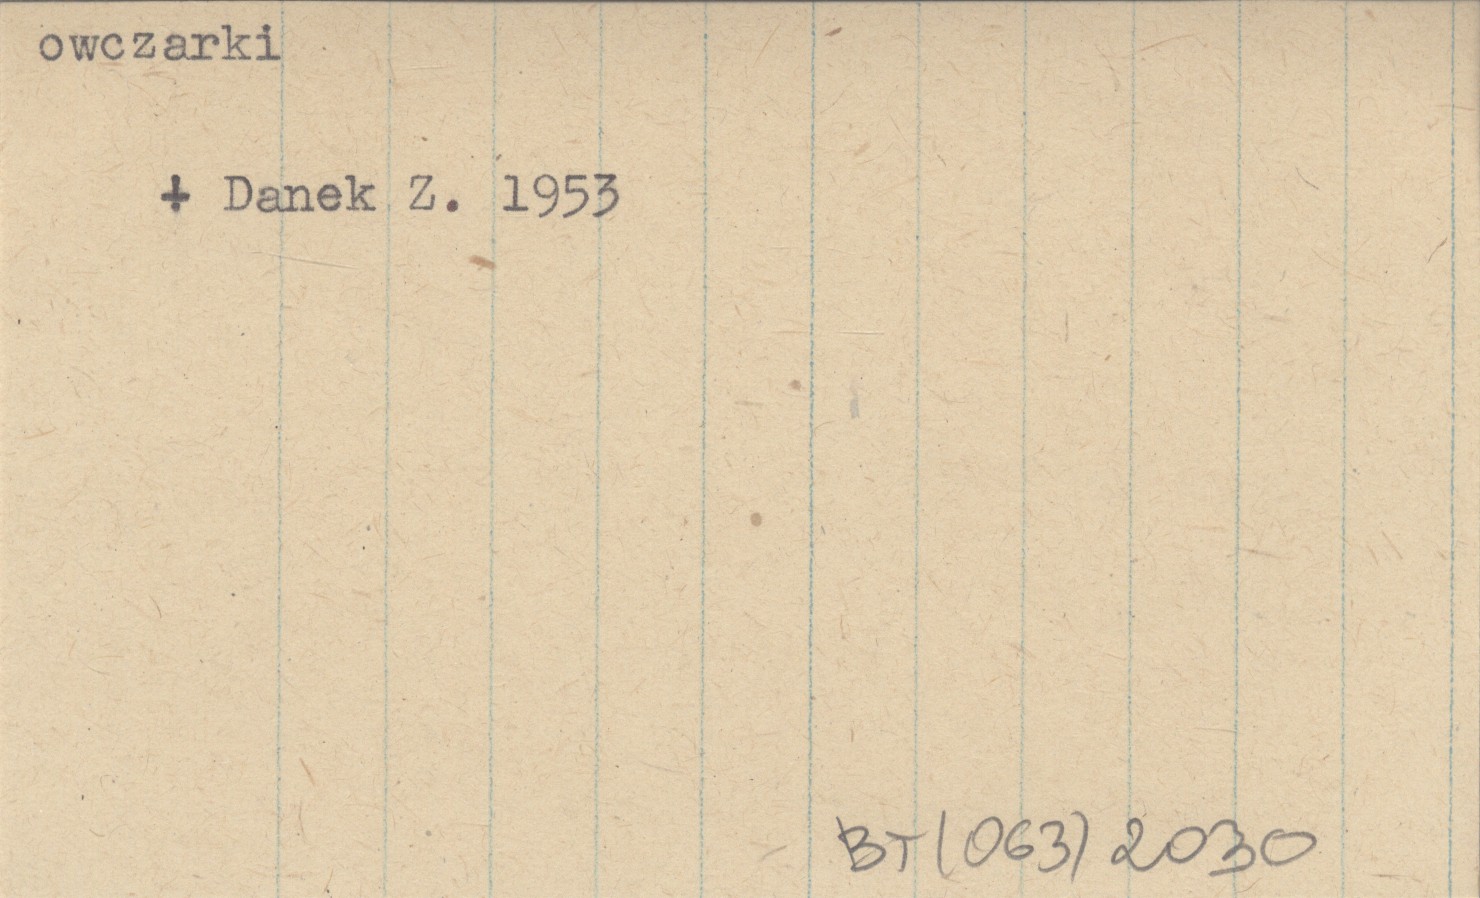 owczarki
+ Danek Z. 1953
BT (063) 2030